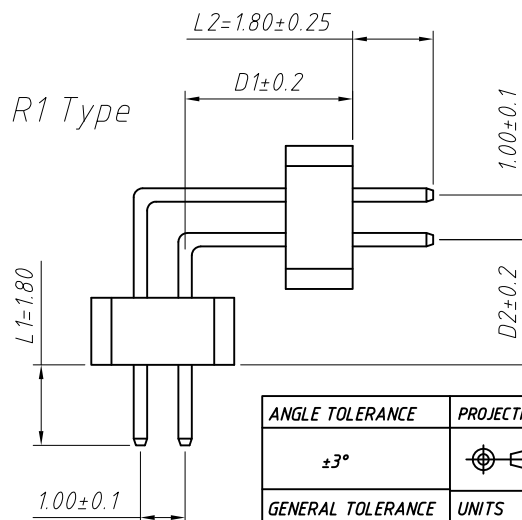 L2=1.80±0.25
D1±0.2
R1 Type
1.00±0.1
L1=1.80
D2±0.2
ANGLE TOLERANCE
±3°
GENERAL TOLERANCE
UNITS
1.00±0.1